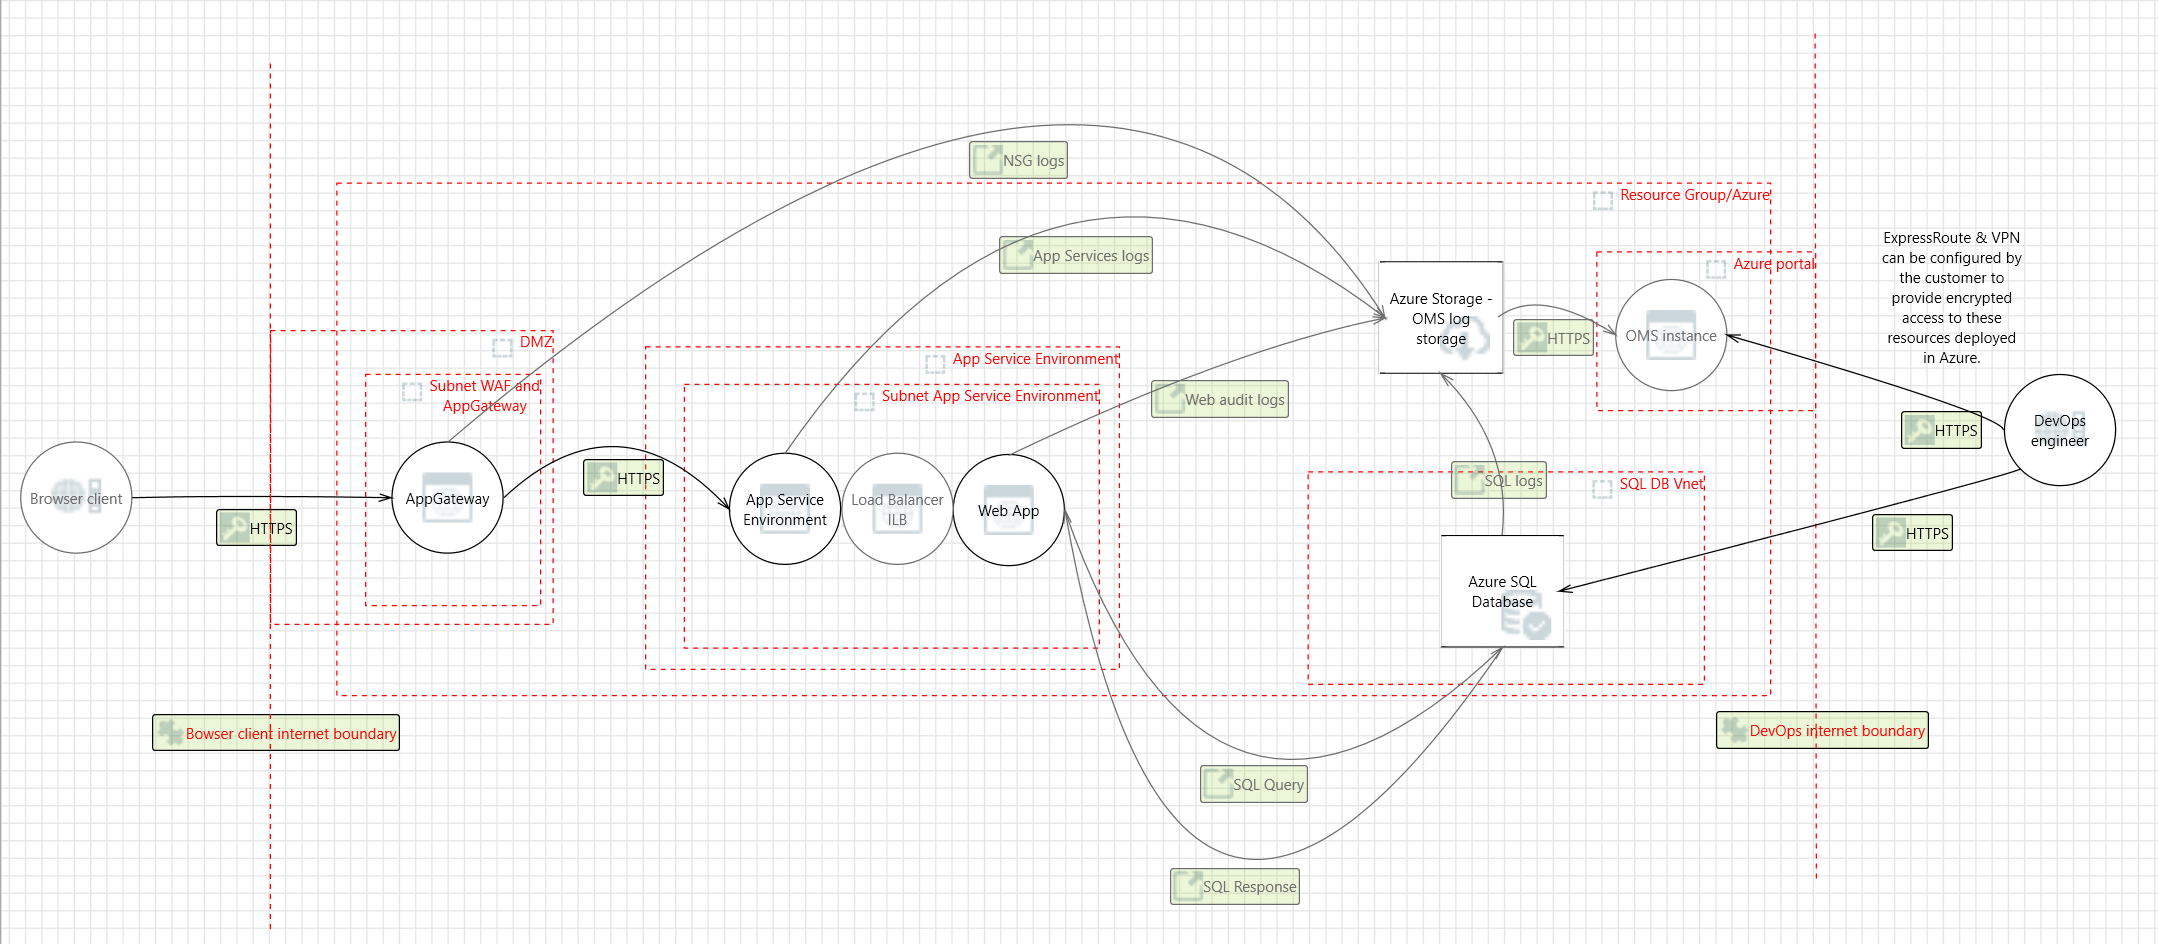 NSG logs
Resource Group/Azure
App Services logs
Azure portal
ExpressRoute & VPN
can be configured by
the customer to
provide encrypted
access to these
resources deployed
in Azure.
Azure Storage -
OMS log
storage
HTTPS
OMS instance
DMZ
Subnet WAF and
AppGateway
App Service Environment
Subnet App Service Environment
Web audit logs
HTTPS
DevOps
engineer
Browser client
HTTPS
AppGateway
HTTPS
App Service
Environment
Load Balancer
ILB
Web App
SQL logs
SQL DB Vnet
HTTPS
Azure SQL
Database
Bowser client internet boundary
DevOps internet boundary
SQL Query
SQL Response